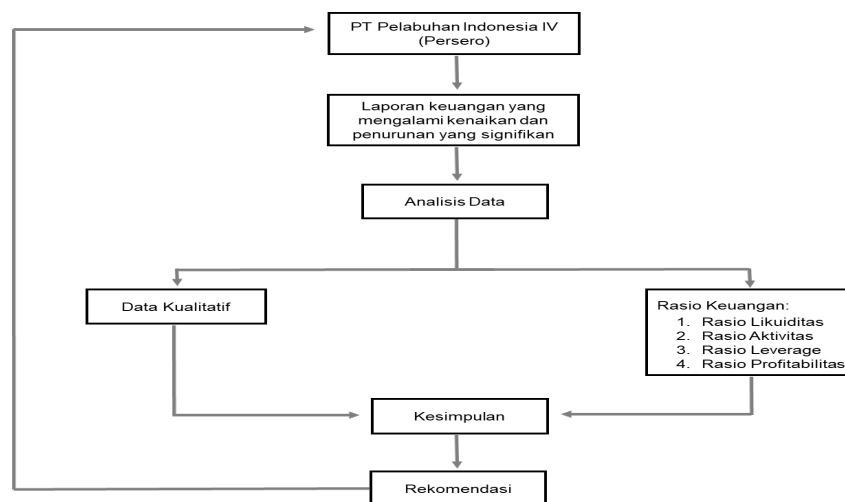 PT Pelabuhan Indonesia IV
(Persero)
Laporan keuangan yang
mengalami kenaikan dan
penurunan yang signifikan
Analisis Data
Data Kualitatif
Rasio Keuangan:
1. Rasio Likuiditas
2. Rasio Aktivitas
3. Rasio Leverage
4. Rasio Profitabilitas
Kesimpulan
Rekomendasi